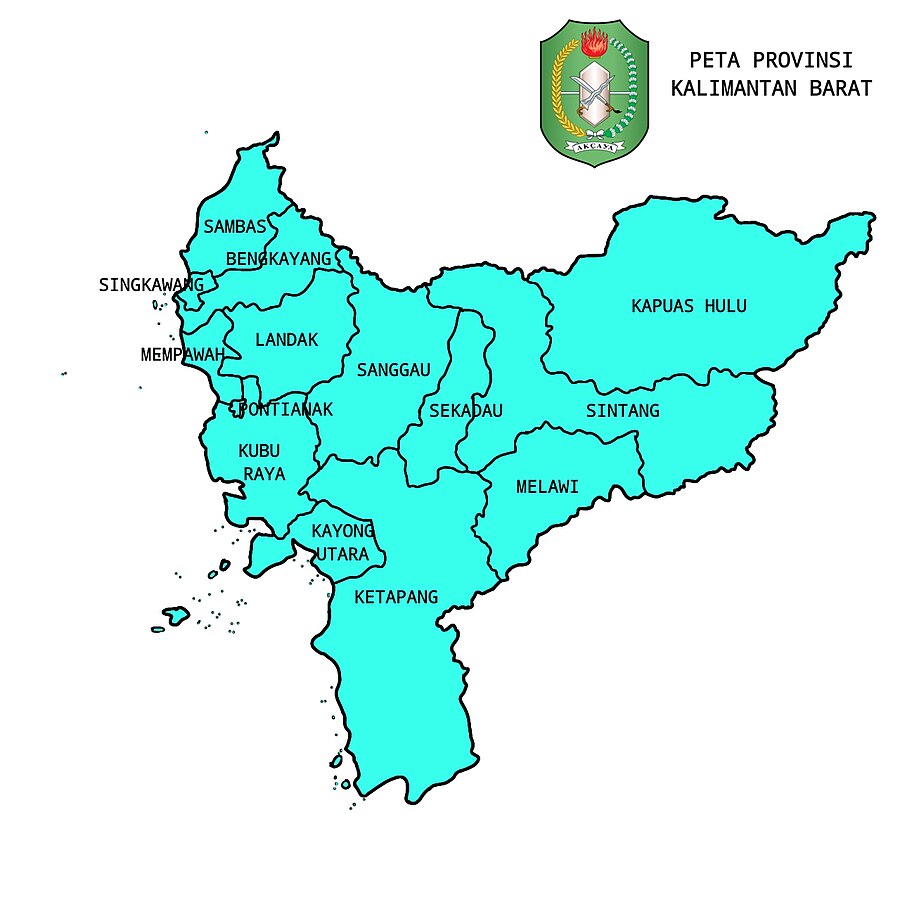 PETA PROVINSI
KALIMANTAN BARAT
AKÇAYA
SAMBAS
BENGKAYANG
SINGKAWANG
KAPUAS HULU
LANDAK
MEMPAWAH
SANGGAU
PONTIANAK
SEKADAU
SINTANG
KUBU
RAYA
MELAWI
KAYONG
UTARA
KETAPANG